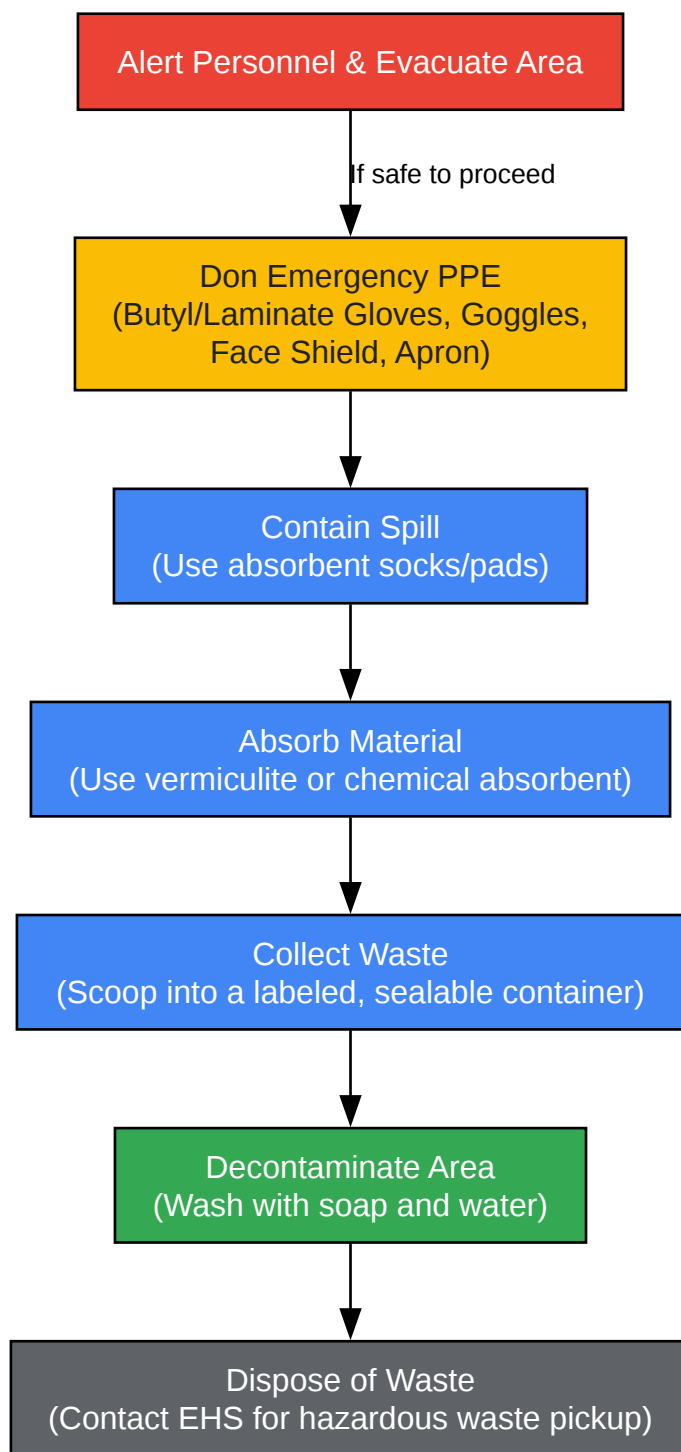 Alert Personnel & Evacuate Area
If safe to proceed
Don Emergency PPE
(Butyl/Laminate Gloves, Goggles,
Face Shield, Apron)
Contain Spill
(Use absorbent socks/pads)
Absorb Material
(Use vermiculite or chemical absorbent)
Collect Waste
(Scoop into a labeled, sealable container)
Decontaminate Area
(Wash with soap and water)
Dispose of Waste
(Contact EHS for hazardous waste pickup)